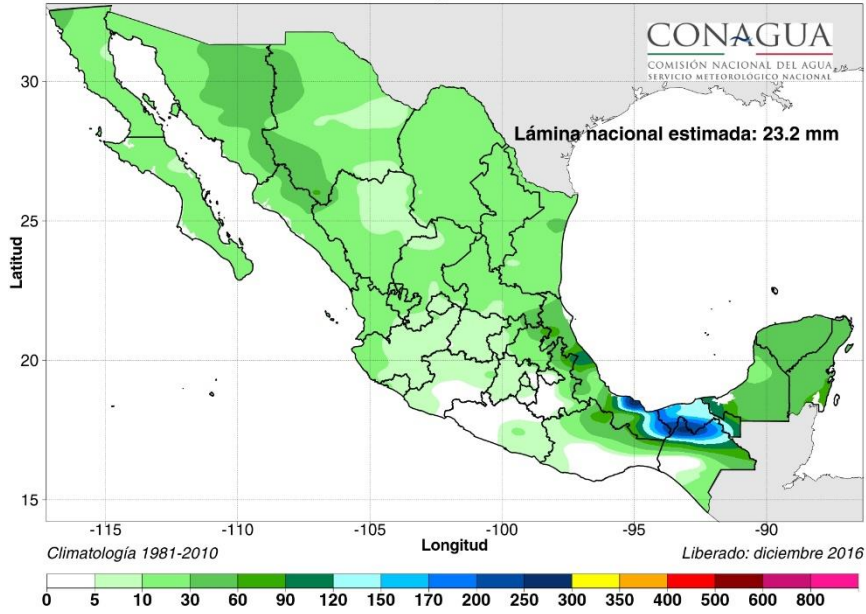 CONAGUA
COMISIÓN NACIONAL DEL AGUA
SERVICIO METEOROLÓGICO NACIONAL
Lámina nacional estimada: 23.2 mm
Latitud
30
25
20
15
-115 -110 -105 -100 -95 -90
Longitud
Climatología 1981-2010
Liberado: diciembre 2016
0 5 10 30 60 90 120 150 170 200 250 300 350 400 500 600 800